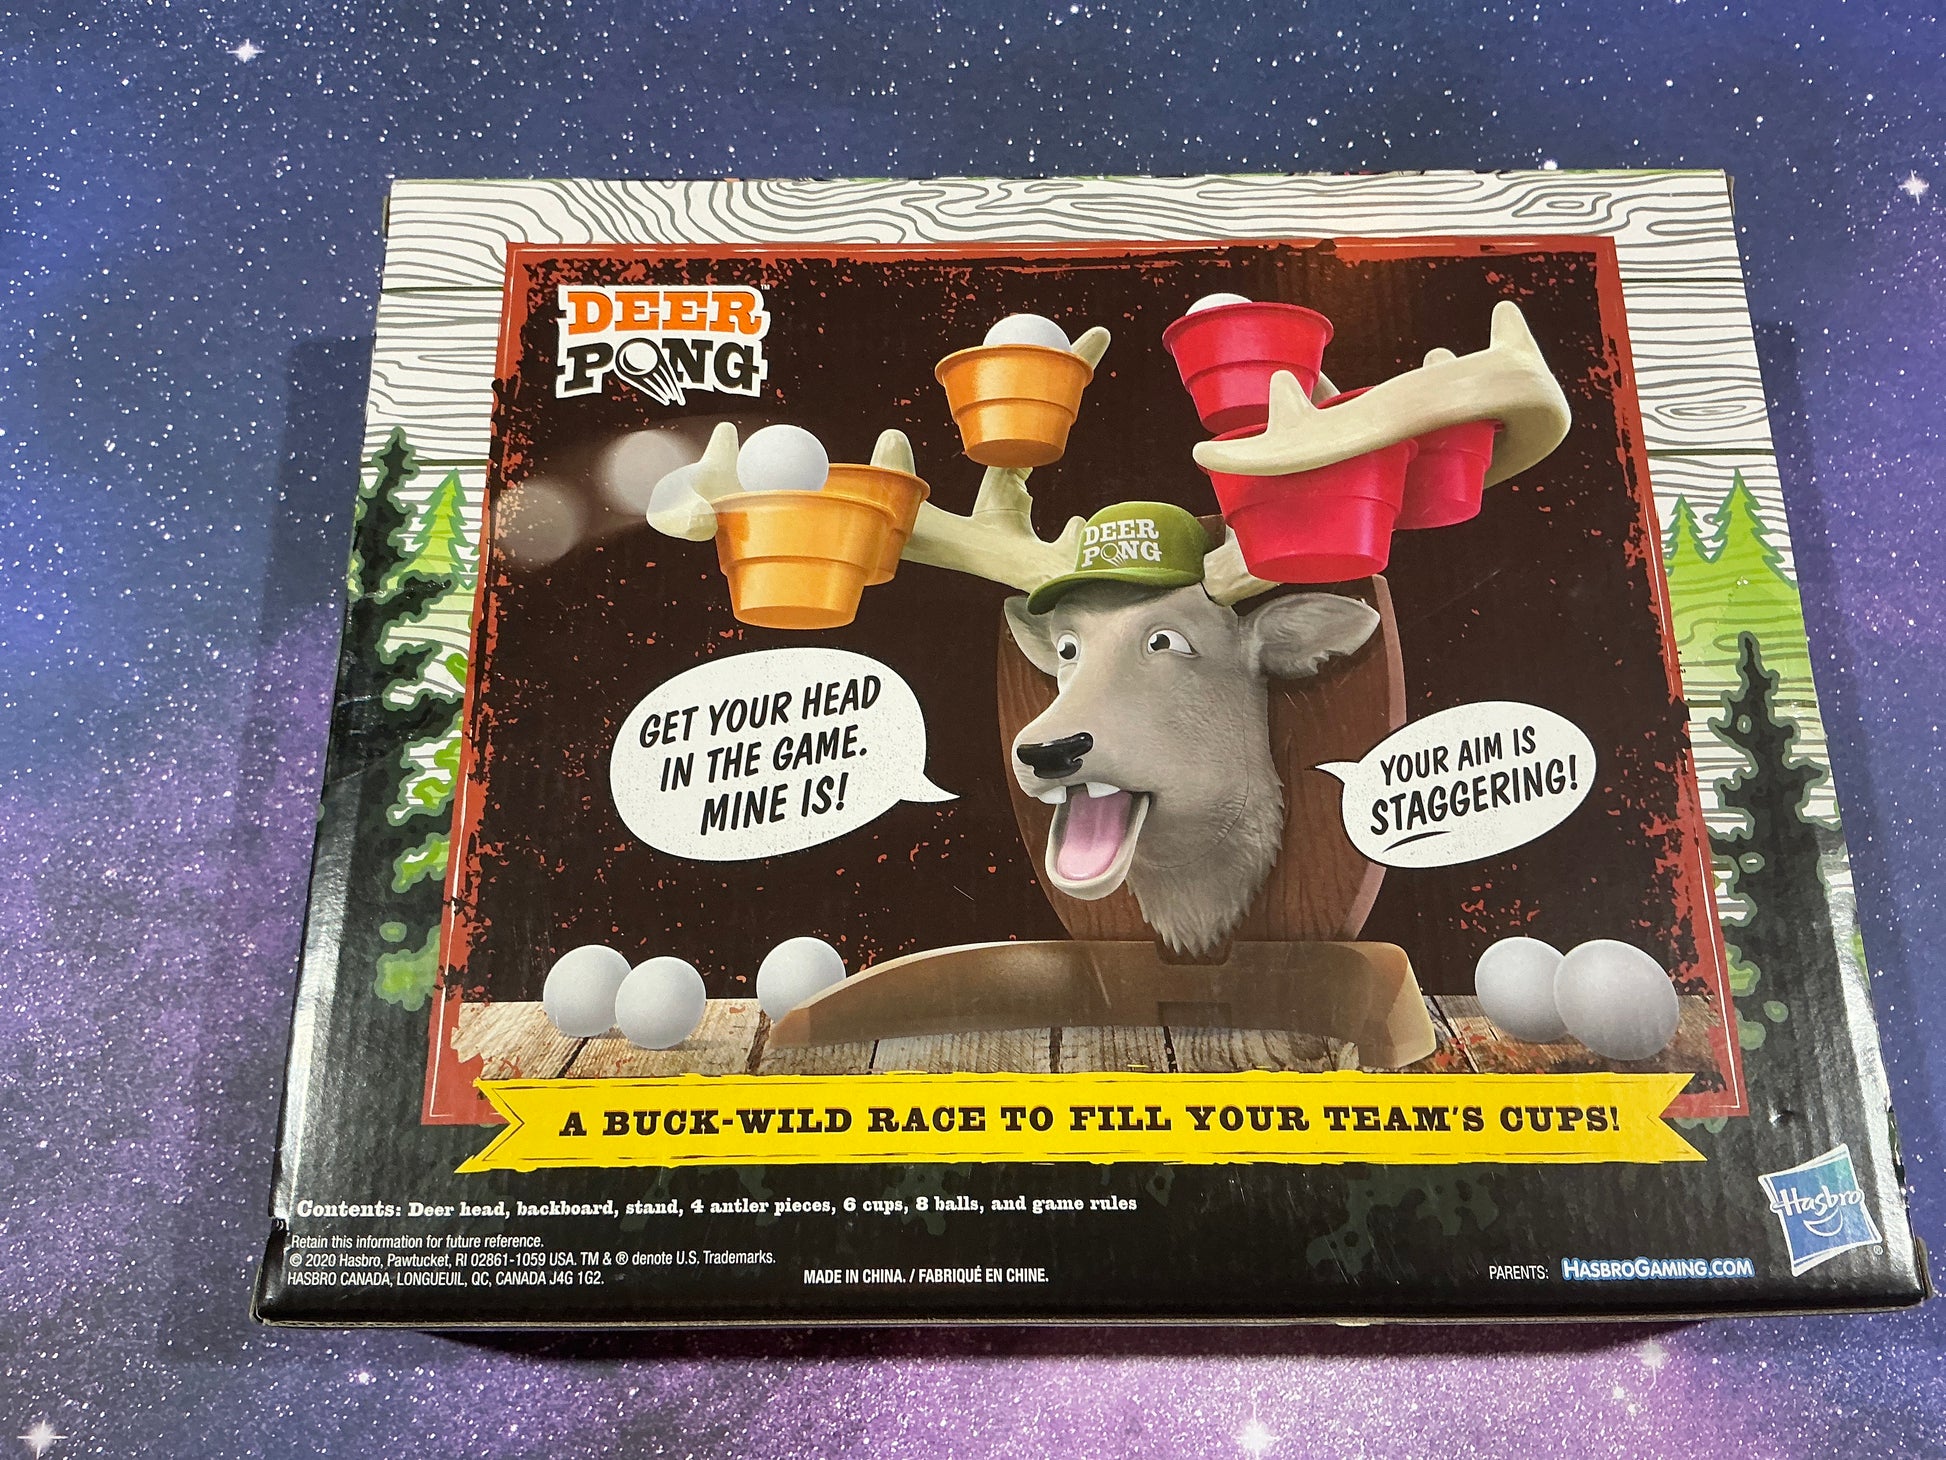 DEER™
PONG
DEER
PONG
GET YOUR HEAD
IN THE GAME.
MINE IS!
YOUR AIM IS
STAGGERING!
A BUCK-WILD RACE TO FILL YOUR TEAM'S CUPS!
Contents: Deer head, backboard, stand, 4 antler pieces, 6 cups, 8 balls, and game rules
Retain this information for future reference.
© 2020 Hasbro, Pawtucket, RI 02861-1059 USA. TM & ® denote U.S. Trademarks.
HASBRO CANADA, LONGUEUIL, QC, CANADA J4G 1G2.
MADE IN CHINA. / FABRIQUÉ EN CHINE.
PARENTS: HASBROGAMING.COM
Hasbro®